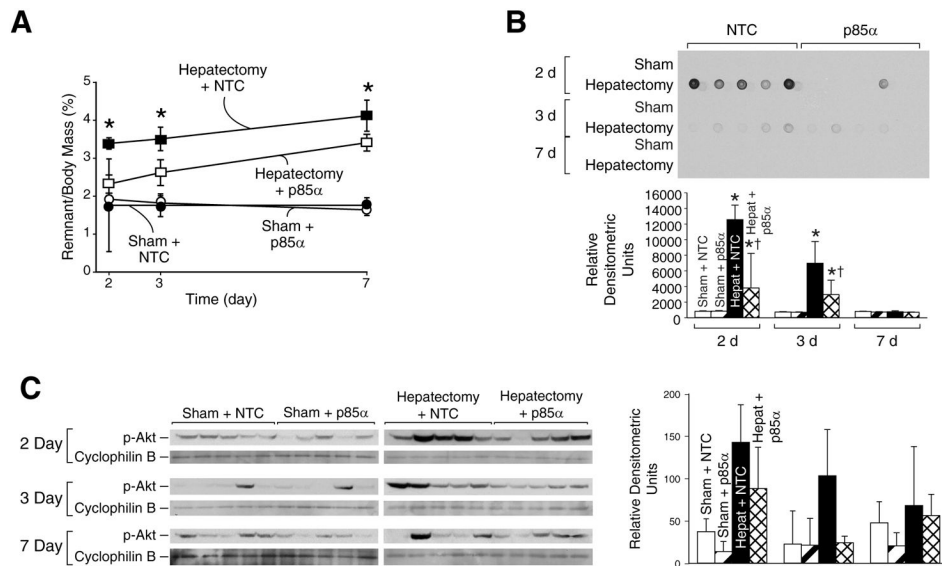 A
Remnant/Body Mass (%)
5
4
3
2
1
0
Hepatectomy
+ NTC
*
*
*
Hepatectomy
+ p85α
Sham +
NTC
Sham +
p85α
2
3
7
Time (day)
B
NTC
p85α
2 d
Sham
Hepatectomy
3 d
Sham
Hepatectomy
7 d
Sham
Hepatectomy
Relative
Densitometric
Units
16000
14000
12000
10000
8000
6000
4000
2000
0
Sham + NTC
Sham + p85α
Hepat + NTC
Hepat +
p85α
*
*†
*
*†
2 d
3 d
7 d
C
Sham + NTC
Sham + p85α
Hepatectomy
+ NTC
Hepatectomy
+ p85α
2 Day
p-Akt
Cyclophilin B
3 Day
p-Akt
Cyclophilin B
7 Day
p-Akt
Cyclophilin B
Relative Densitometric
Units
200
150
100
50
0
Sham + NTC
Sham + p85α
Hepat + NTC
Hepat +
p85α